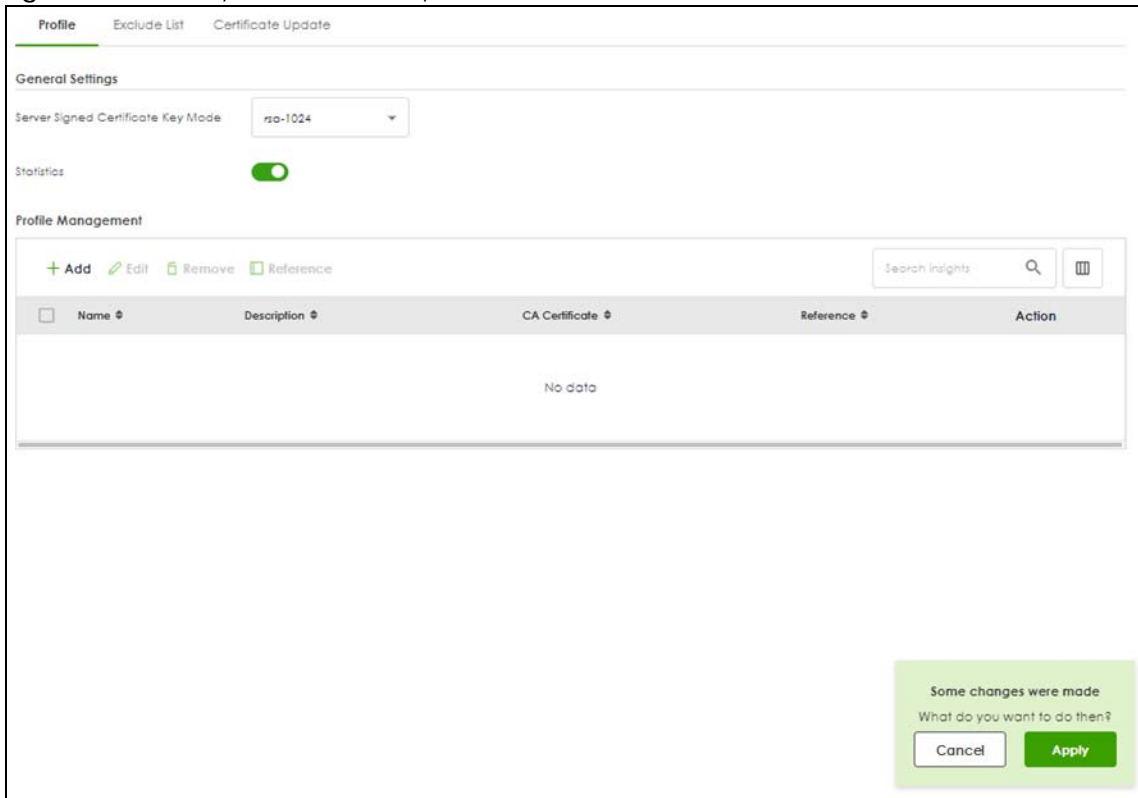 Profile Exclude List Certificate Update
General Settings
Server Signed Certificate Key Mode rsa-1024
Statistics
Profile Management
+ Add Edit Remove Reference Search insights
Name Description CA Certificate Reference Action
No data
Some changes were made
What do you want to do then?
Cancel Apply